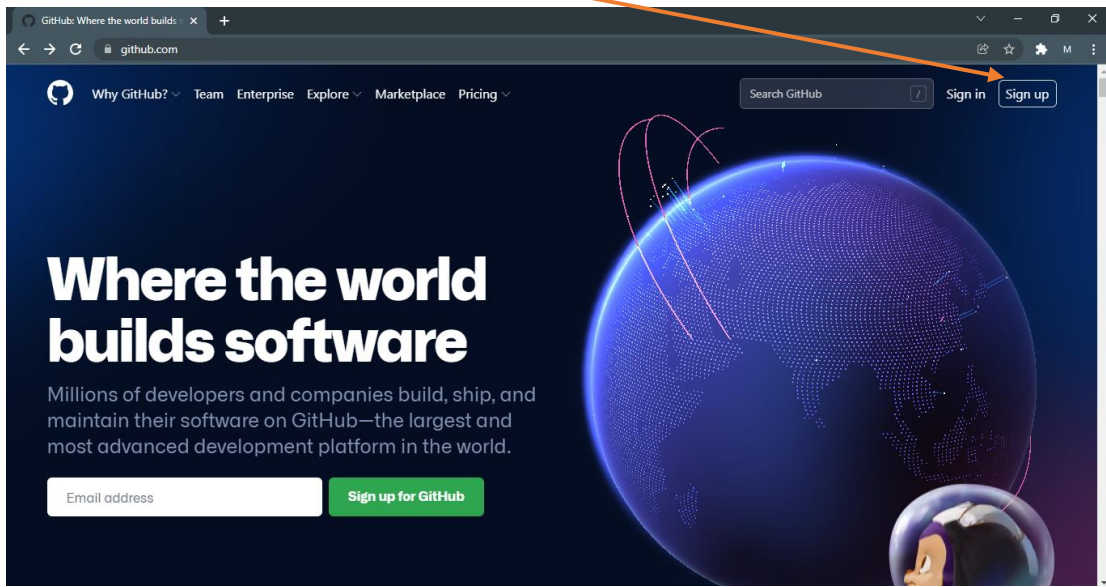 GitHub: Where the world builds s
github.com
M
Why GitHub? Team Enterprise Explore Marketplace Pricing
Search GitHub / Sign in Sign up
Where the world
builds software
Millions of developers and companies build, ship, and
maintain their software on GitHub—the largest and
most advanced development platform in the world.
Email address Sign up for GitHub